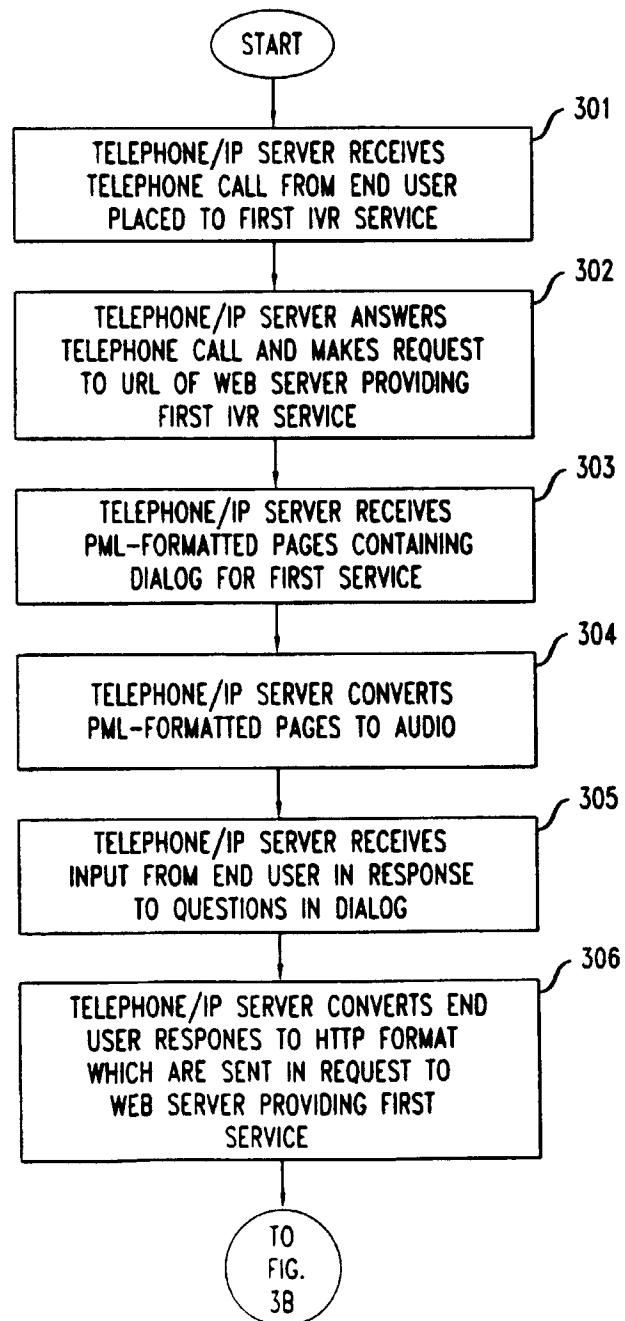 START
301
TELEPHONE/IP SERVER RECEIVES
TELEPHONE CALL FROM END USER
PLACED TO FIRST IVR SERVICE
302
TELEPHONE/IP SERVER ANSWERS
TELEPHONE CALL AND MAKES REQUEST
TO URL OF WEB SERVER PROVIDING
FIRST IVR SERVICE
303
TELEPHONE/IP SERVER RECEIVES
PML-FORMATTED PAGES CONTAINING
DIALOG FOR FIRST SERVICE
304
TELEPHONE/IP SERVER CONVERTS
PML-FORMATTED PAGES TO AUDIO
305
TELEPHONE/IP SERVER RECEIVES
INPUT FROM END USER IN RESPONSE
TO QUESTIONS IN DIALOG
306
TELEPHONE/IP SERVER CONVERTS END
USER RESPONES TO HTTP FORMAT
WHICH ARE SENT IN REQUEST TO
WEB SERVER PROVIDING FIRST
SERVICE
TO
FIG.
3B